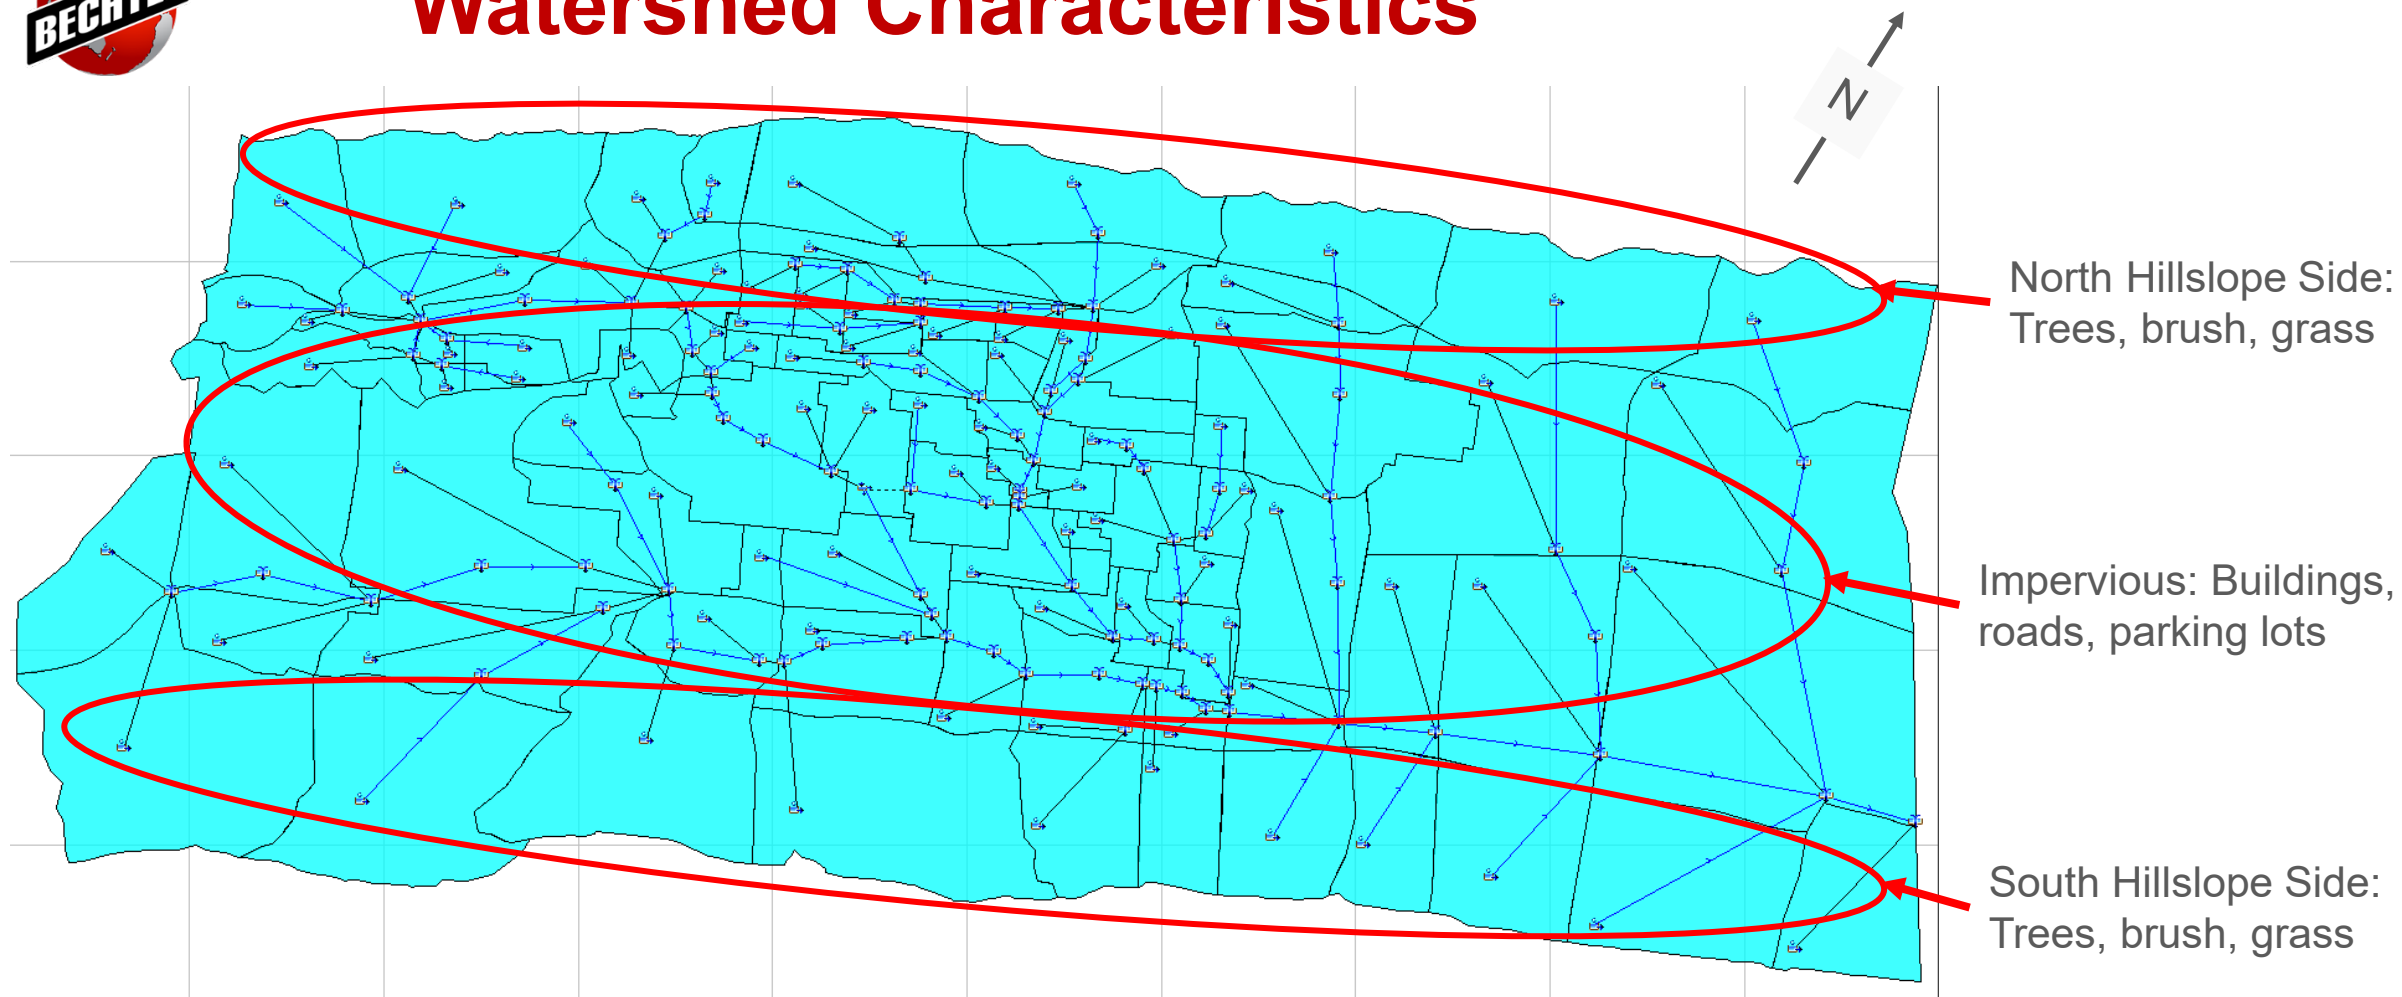 Watershed Characteristics
N
North Hillslope Side:
Trees, brush, grass
Impervious: Buildings,
roads, parking lots
South Hillslope Side:
Trees, brush, grass